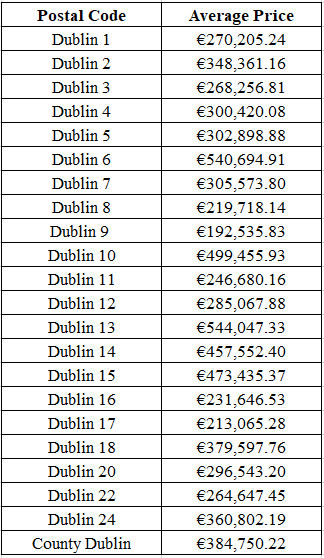 Postal Code Average Price
Dublin 1 €270,205.24
Dublin 2 €348,361.16
Dublin 3 €268,256.81
Dublin 4 €300,420.08
Dublin 5 €302,898.88
Dublin 6 €540,694.91
Dublin 7 €305,573.80
Dublin 8 €219,718.14
Dublin 9 €192,535.83
Dublin 10 €499,455.93
Dublin 11 €246,680.16
Dublin 12 €285,067.88
Dublin 13 €544,047.33
Dublin 14 €457,552.40
Dublin 15 €473,435.37
Dublin 16 €231,646.53
Dublin 17 €213,065.28
Dublin 18 €379,597.76
Dublin 20 €296,543.20
Dublin 22 €264,647.45
Dublin 24 €360,802.19
County Dublin €384,750.22